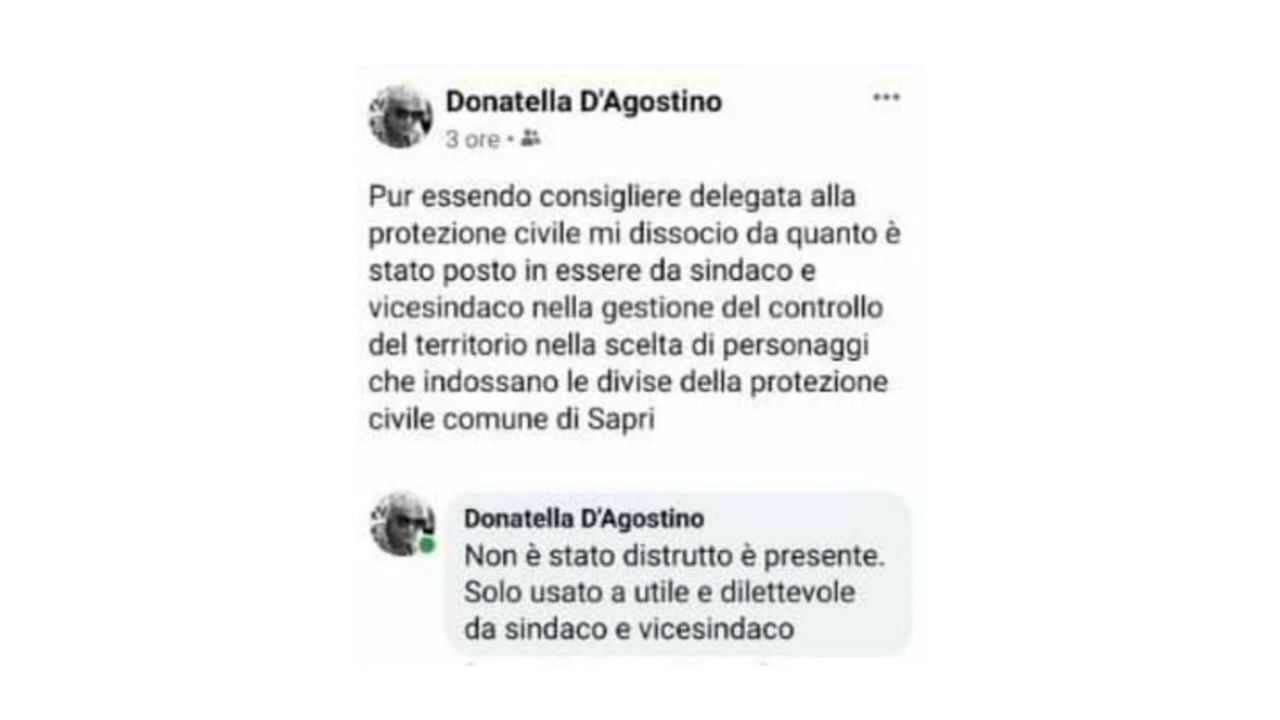 Donatella D'Agostino
3 ore •
Pur essendo consigliere delegata alla
protezione civile mi dissocio da quanto è
stato posto in essere da sindaco e
vicesindaco nella gestione del controllo
del territorio nella scelta di personaggi
che indossano le divise della protezione
civile comune di Sapri
Donatella D'Agostino
Non è stato distrutto è presente.
Solo usato a utile e dilettevole
da sindaco e vicesindaco